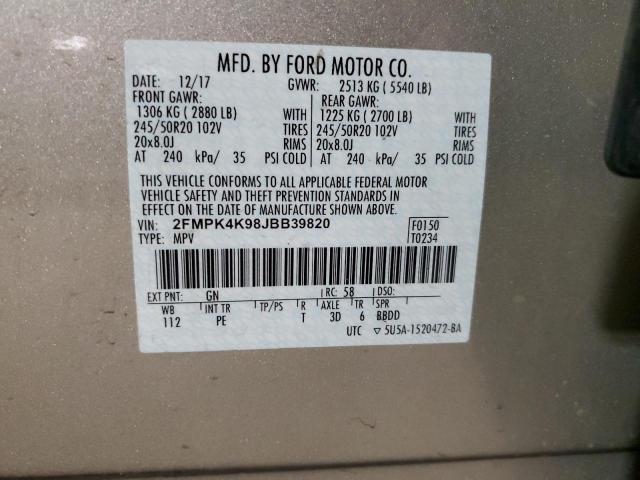 MFD. BY FORD MOTOR CO.
DATE: 12/17 GVWR: 2513 KG ( 5540 LB)
FRONT GAWR: REAR GAWR:
1306 KG ( 2880 LB) WITH 1225 KG ( 2700 LB) WITH
245/50R20 102V TIRES 245/50R20 102V TIRES
20x8.0J RIMS 20x8.0J RIMS
AT 240 kPa/ 35 PSI COLD AT 240 kPa/ 35 PSI COLD
THIS VEHICLE CONFORMS TO ALL APPLICABLE FEDERAL MOTOR
VEHICLE SAFETY AND THEFT PREVENTION STANDARDS IN
EFFECT ON THE DATE OF MANUFACTURE SHOWN ABOVE.
VIN: 2FMPK4K98JBB39820 F0150
TYPE: MPV T0234
EXT PNT: GN RC: 58 DSO:
WB INT TR TP/PS R AXLE TR SPR
112 PE T 3D 6 BBDD
UTC ▽ 5U5A-1520472-BA